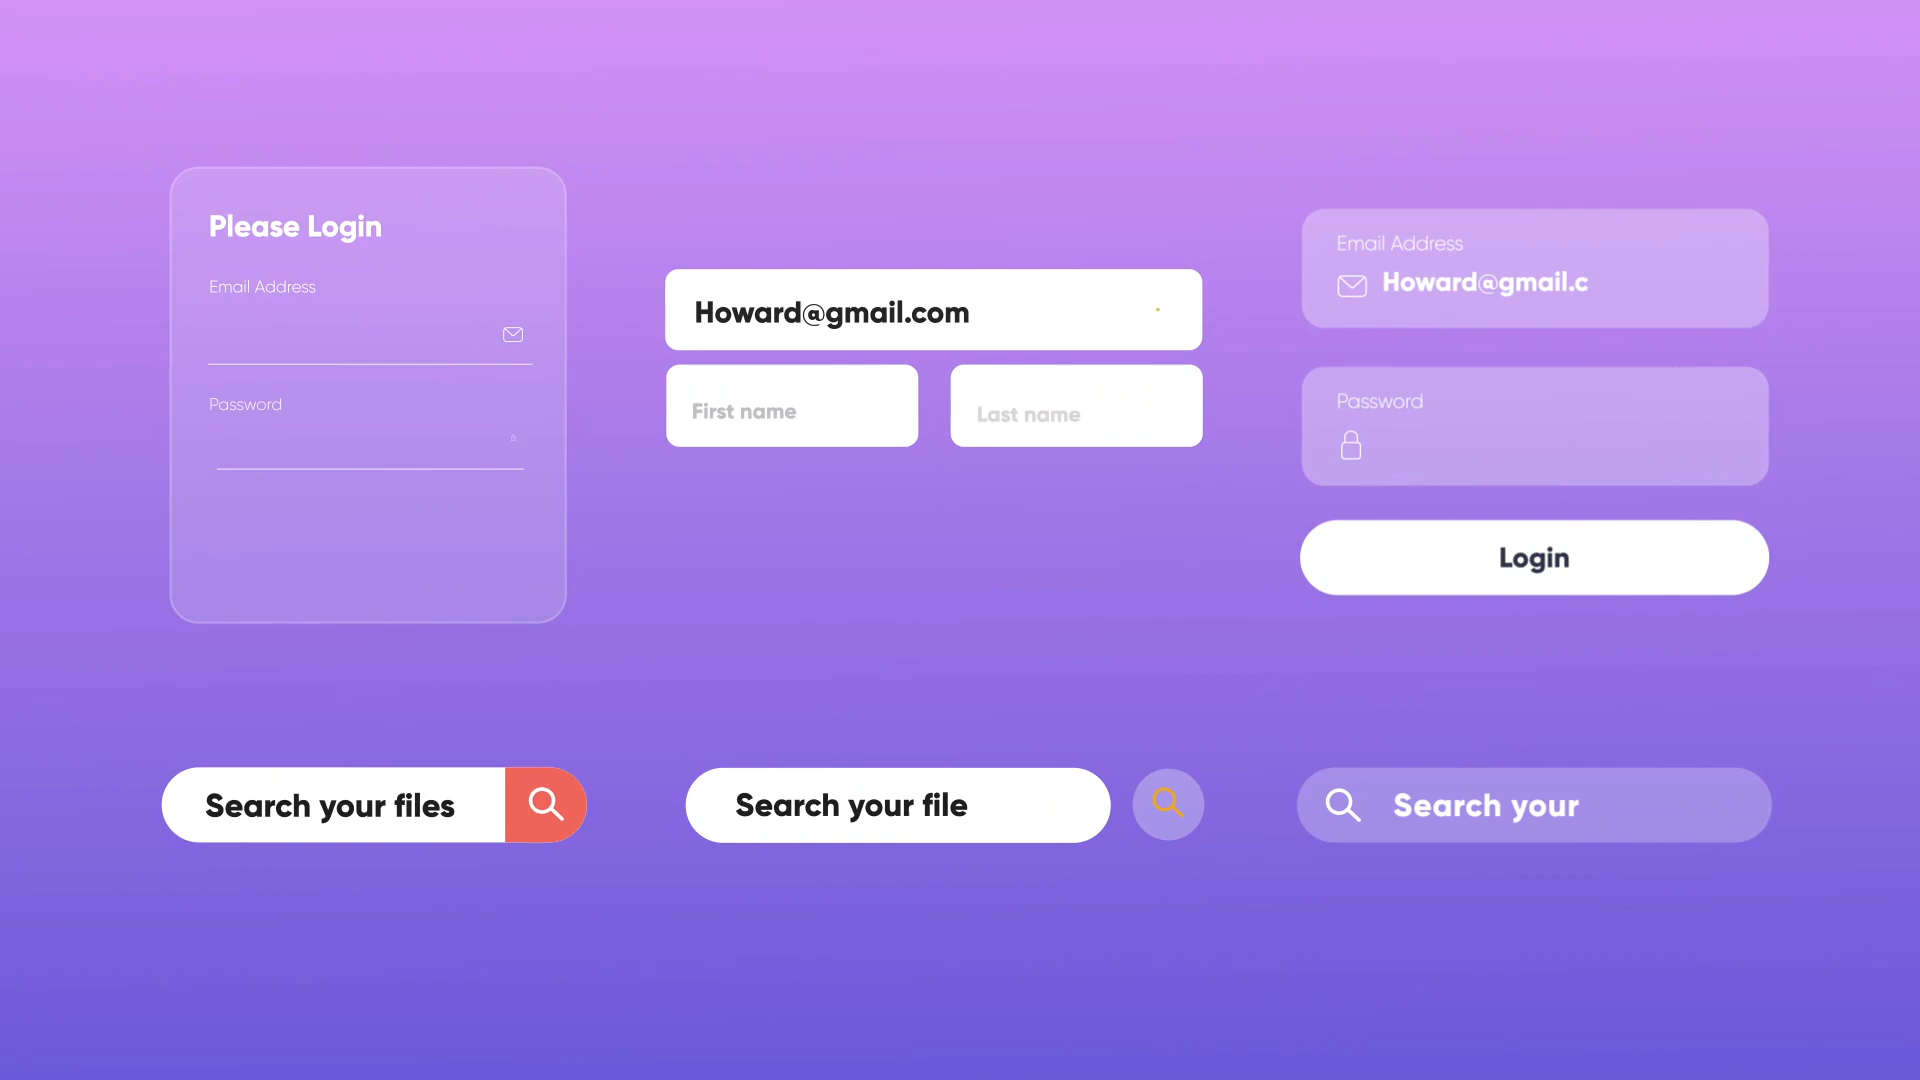 Please Login
Email Address
Password
Howard@gmail.com
First name
Last name
Email Address
Howard@gmail.c
Password
Login
Search your files
Search your file
Search your